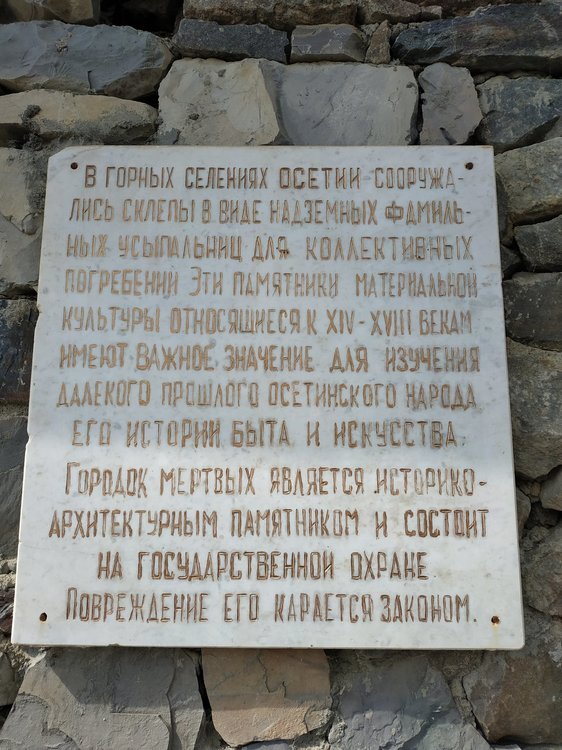 В ГОРНЫХ СЕЛЕНИЯХ ОСЕТИИ СООРУЖА-
ЛИСЬ СКЛЕПЫ В ВИДЕ НАДЗЕМНЫХ ФАМИЛЬ-
НЫХ УСЫПАЛЬНИЦ ДЛЯ КОЛЛЕКТИВНЫХ
ПОГРЕБЕНИЙ ЭТИ ПАМЯТНИКИ МАТЕРИАЛЬНОЙ
КУЛЬТУРЫ ОТНОСЯЩИЕСЯ К XIV-XVIII ВЕКАМ
ИМЕЮТ ВАЖНОЕ ЗНАЧЕНИЕ ДЛЯ ИЗУЧЕНИЯ
ДАЛЕКОГО ПРОШЛОГО ОСЕТИНСКОГО НАРОДА
ЕГО ИСТОРИИ БЫТА И ИСКУССТВА.
ГОРОДОК МЕРТВЫХ ЯВЛЯЕТСЯ ИСТОРИКО-
АРХИТЕКТУРНЫМ ПАМЯТНИКОМ И СОСТОИТ
НА ГОСУДАРСТВЕННОЙ ОХРАНЕ.
ПОВРЕЖДЕНИЕ ЕГО КАРАЕТСЯ ЗАКОНОМ.